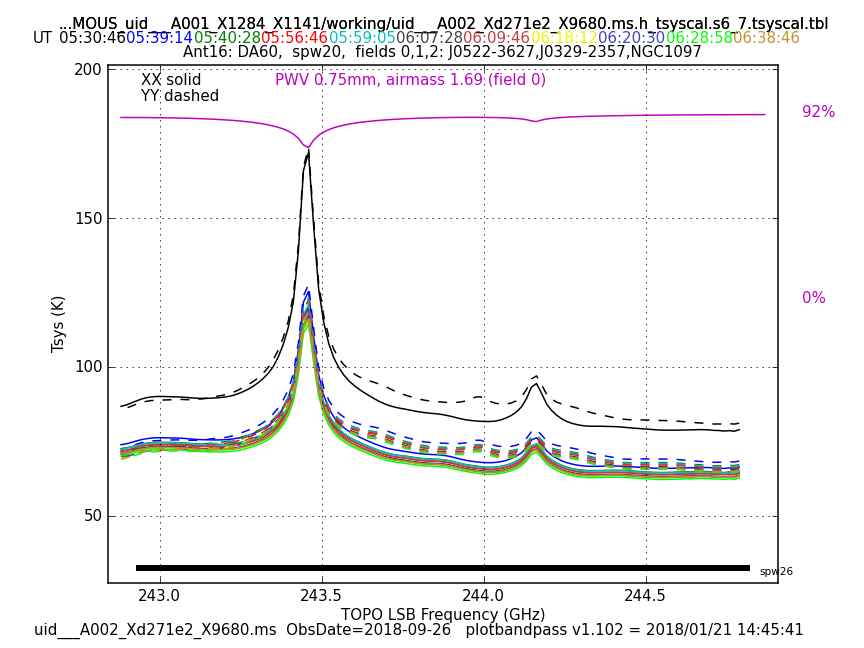 ...MOUS_uid___A001_X1284_X1141/working/uid___A002_Xd271e2_X9680.ms.h_tsyscal.s6_7.tsyscal.tbl
UT 05:30:46 05:39:14 05:40:28 05:56:46 05:59:05 06:07:28 06:09:46 06:18:12 06:20:30 06:28:58 06:38:46
Ant16: DA60,  spw20,  fields 0,1,2: J0522-3627,J0329-2357,NGC1097
200
XX solid
PWV 0.75mm, airmass 1.69 (field 0)
YY dashed
92%
150
0%
Tsys (K)
100
50
spw26
243.0 243.5 244.0 244.5
TOPO LSB Frequency (GHz)
uid___A002_Xd271e2_X9680.ms  ObsDate=2018-09-26   plotbandpass v1.102 = 2018/01/21 14:45:41